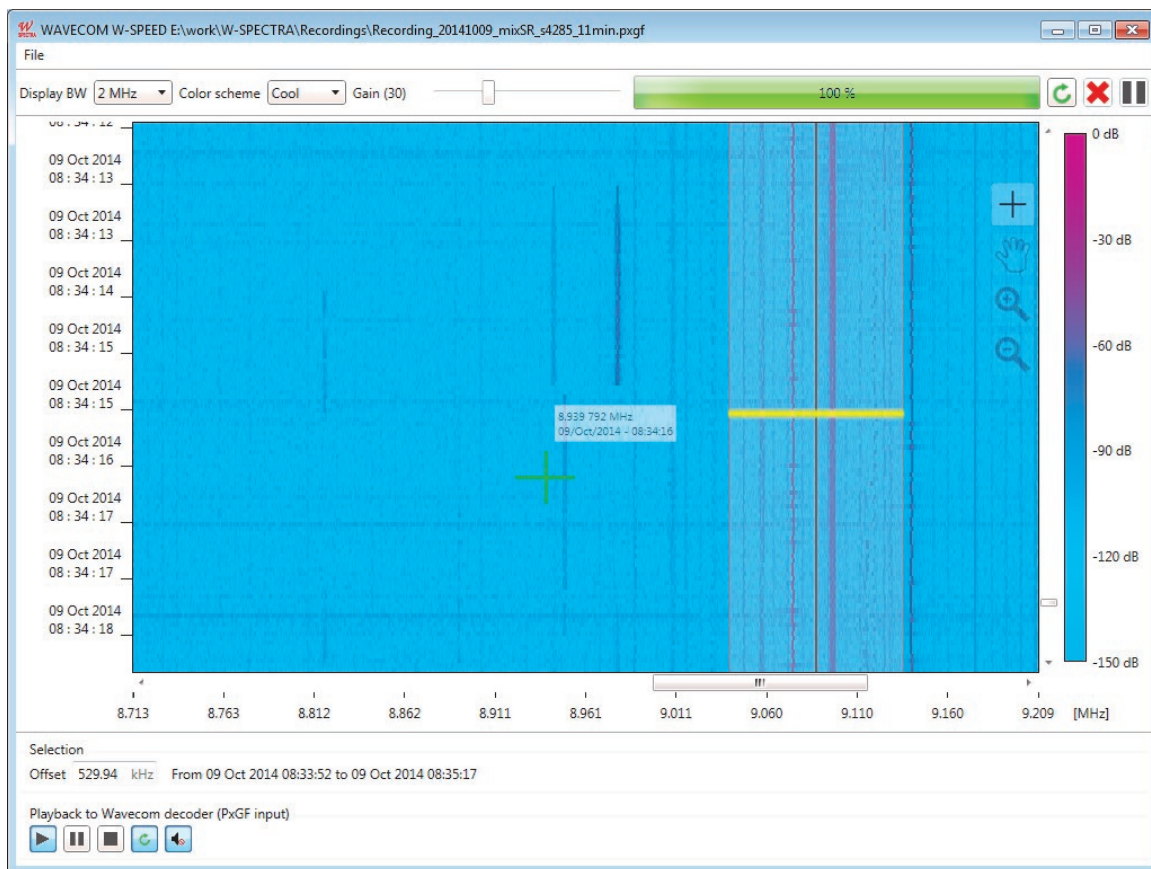 WAVECOM W-SPEED E:\work\W-SPECTRA\Recordings\Recording_20141009_mixSR_s4285_11min.pxgf
File
Display BW 2 MHz Color scheme Cool Gain (30) 100 %
08 : 34 : 12
09 Oct 2014
08 : 34 : 13
09 Oct 2014
08 : 34 : 13
09 Oct 2014
08 : 34 : 14
09 Oct 2014
08 : 34 : 15
09 Oct 2014
08 : 34 : 15
09 Oct 2014
08 : 34 : 16
09 Oct 2014
08 : 34 : 17
09 Oct 2014
08 : 34 : 17
09 Oct 2014
08 : 34 : 18
8,939 792 MHz
09/Oct/2014 - 08:34:16
0 dB
-30 dB
-60 dB
-90 dB
-120 dB
-150 dB
8.713 8.763 8.812 8.862 8.911 8.961 9.011 9.060 9.110 9.160 9.209 [MHz]
Selection
Offset 529.94 kHz From 09 Oct 2014 08:33:52 to 09 Oct 2014 08:35:17
Playback to Wavecom decoder (PxGF input)